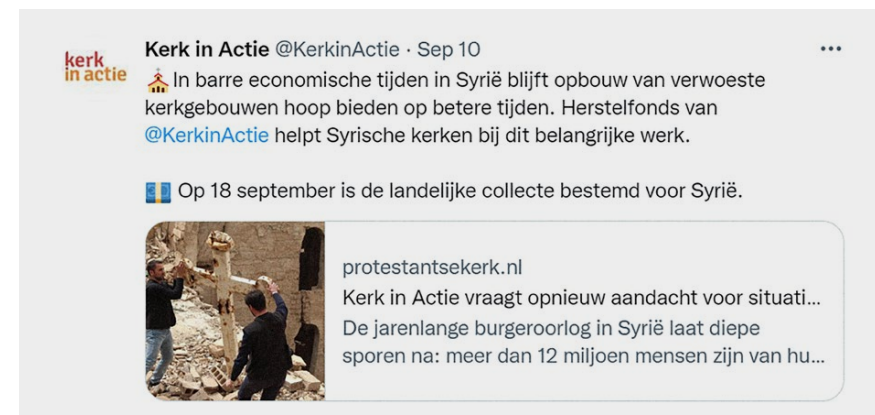 kerk
in actie
Kerk in Actie @KerkinActie · Sep 10
In barre economische tijden in Syrië blijft opbouw van verwoeste
kerkgebouwen hoop bieden op betere tijden. Herstelfonds van
@KerkinActie helpt Syrische kerken bij dit belangrijke werk.
Op 18 september is de landelijke collecte bestemd voor Syrië.
protestantsekerk.nl
Kerk in Actie vraagt opnieuw aandacht voor situati...
De jarenlange burgeroorlog in Syrië laat diepe
sporen na: meer dan 12 miljoen mensen zijn van hu...